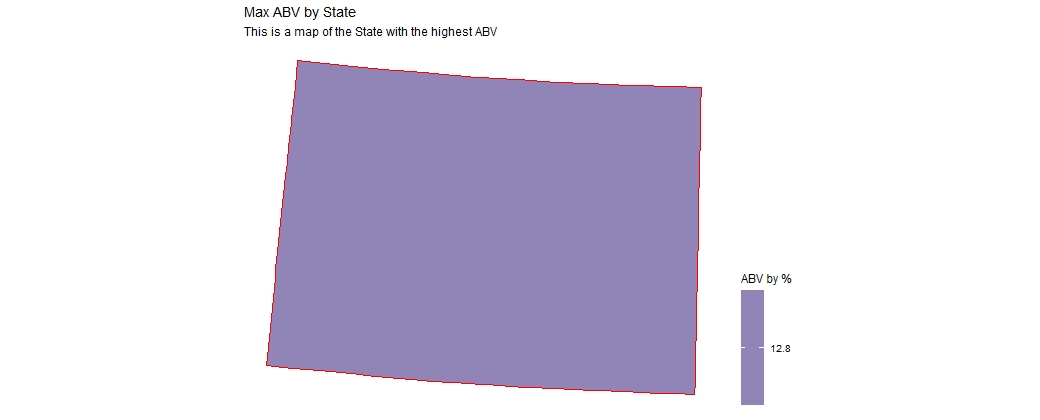 Max ABV by State
This is a map of the State with the highest ABV
ABV by %
12.8